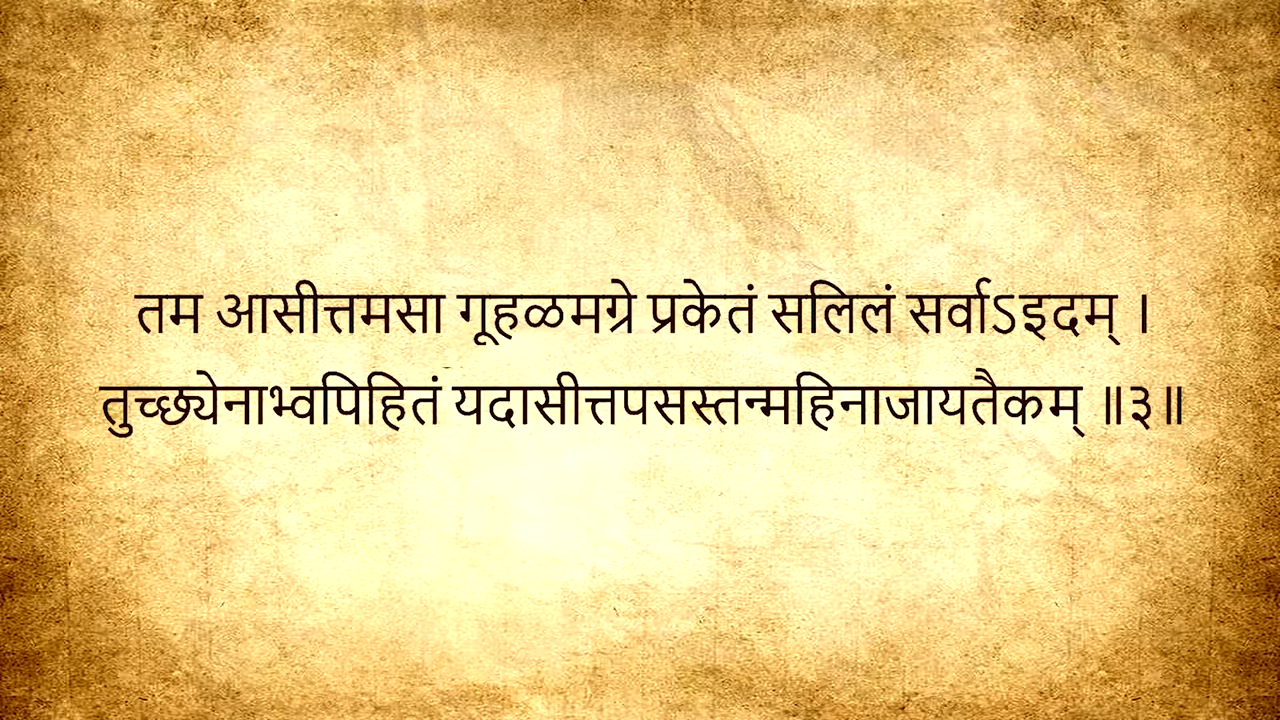 तम आसीत्तमसा गूहळमग्रे प्रकेतं सलिलं सर्वाऽइदम् ।
तुच्छ्येनाभ्वपिहितं यदासीत्तपसस्तन्महिनाजायतैकम् ॥३॥